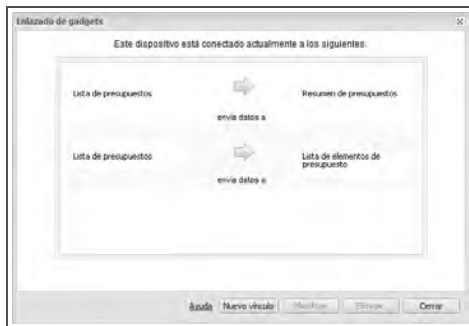 Enlazado de gadgets
Este dispositivo está conectado actualmente a los siguientes:
Lista de presupuestos
Resumen de presupuestos
envía datos a
Lista de presupuestos
Lista de elementos de
presupuesto
envía datos a
Ayuda Nuevo vínculo Modificar Eliminar Cerrar